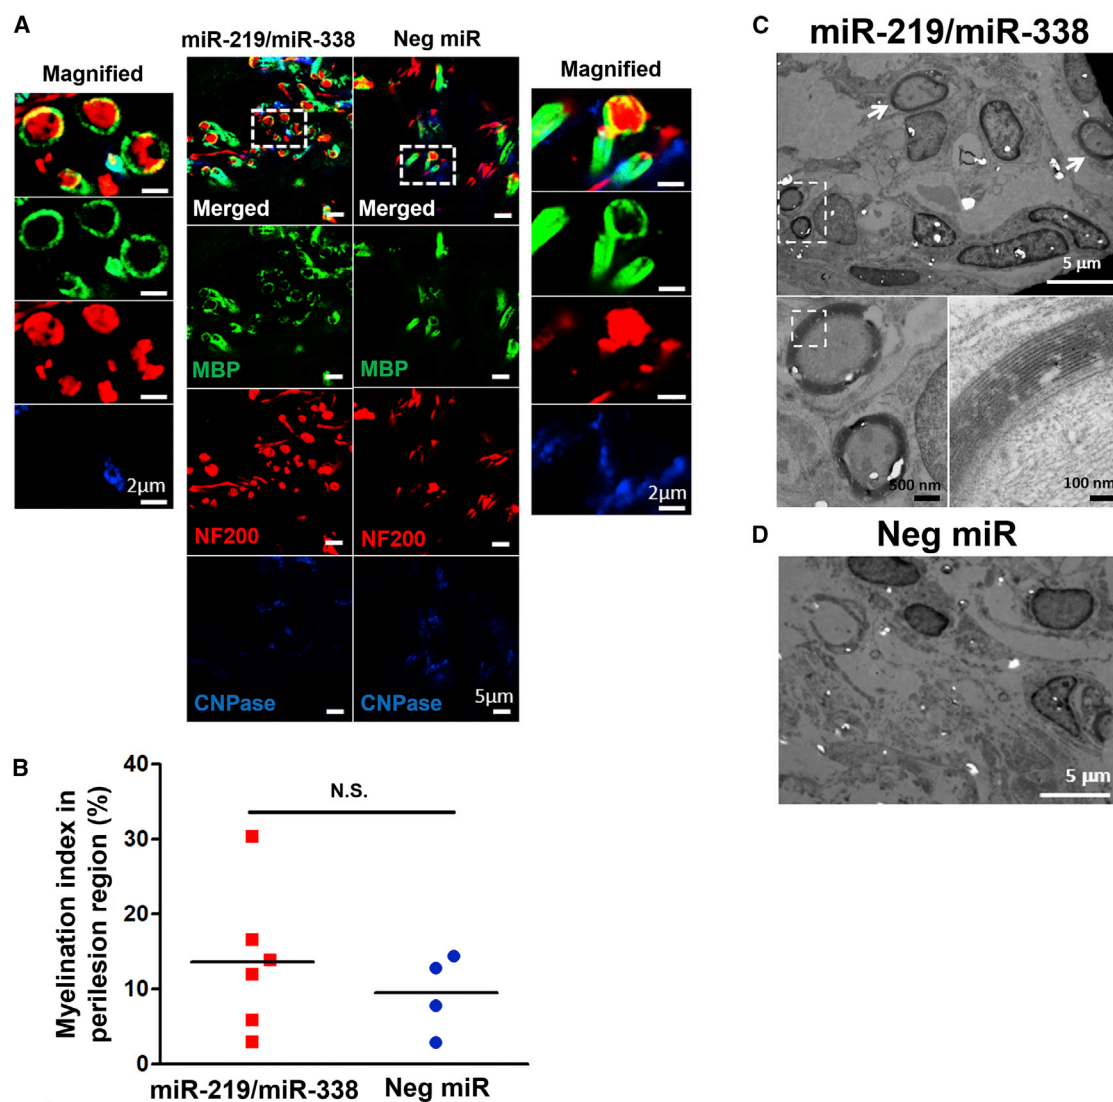 A
miR-219/miR-338
Neg miR
Magnified
Magnified
Merged
Merged
MBP
MBP
NF200
NF200
CNPase
CNPase
2µm
2µm
5µm
B
Myelination index in
perilesion region (%)
40
30
20
10
0
N.S.
miR-219/miR-338
Neg miR
C
miR-219/miR-338
5 µm
500 nm
100 nm
D
Neg miR
5 µm